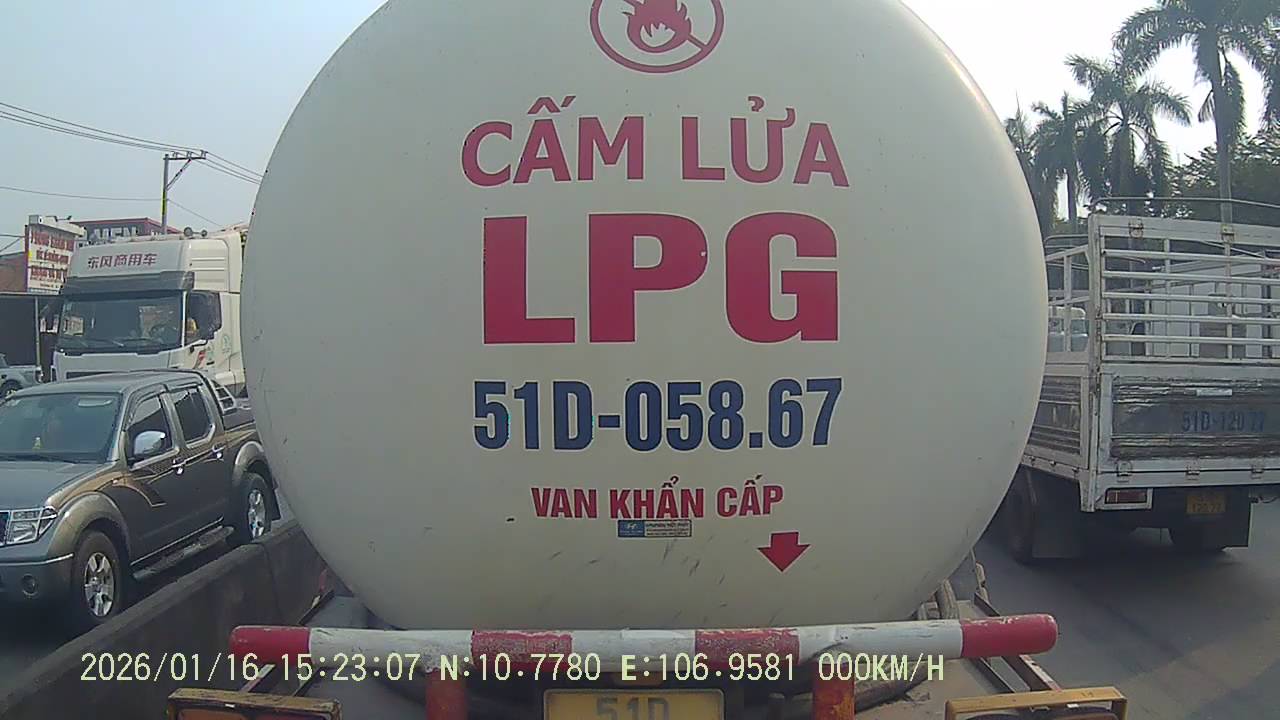 CẤM LỬA
LPG
51D-058.67
VAN KHẨN CẤP
东风商用车
51D-120.77
51D
2026/01/16 15:23:07 N:10.7780 E:106.9581 000KM/H